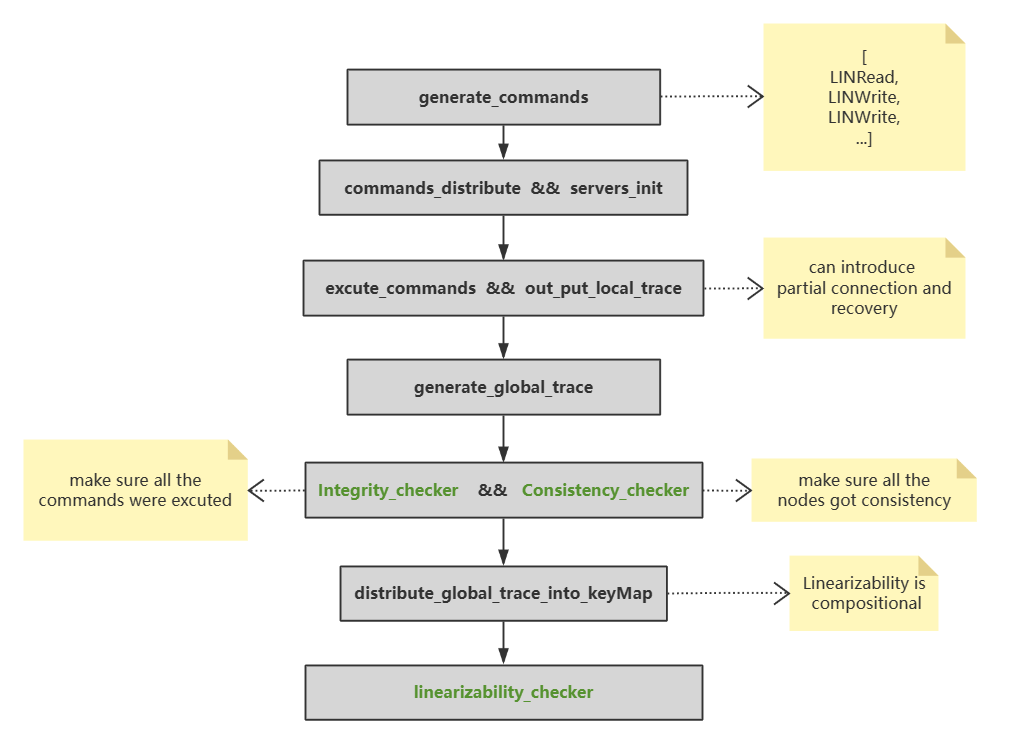 generate_commands
[
LINRead,
LINWrite,
LINWrite,
...]
commands_distribute && servers_init
excute_commands && out_put_local_trace
can introduce
partial connection and
recovery
generate_global_trace
make sure all the
commands were excuted
Integrity_checker && Consistency_checker
make sure all the
nodes got consistency
distribute_global_trace_into_keyMap
Linearizability is
compositional
linearizability_checker